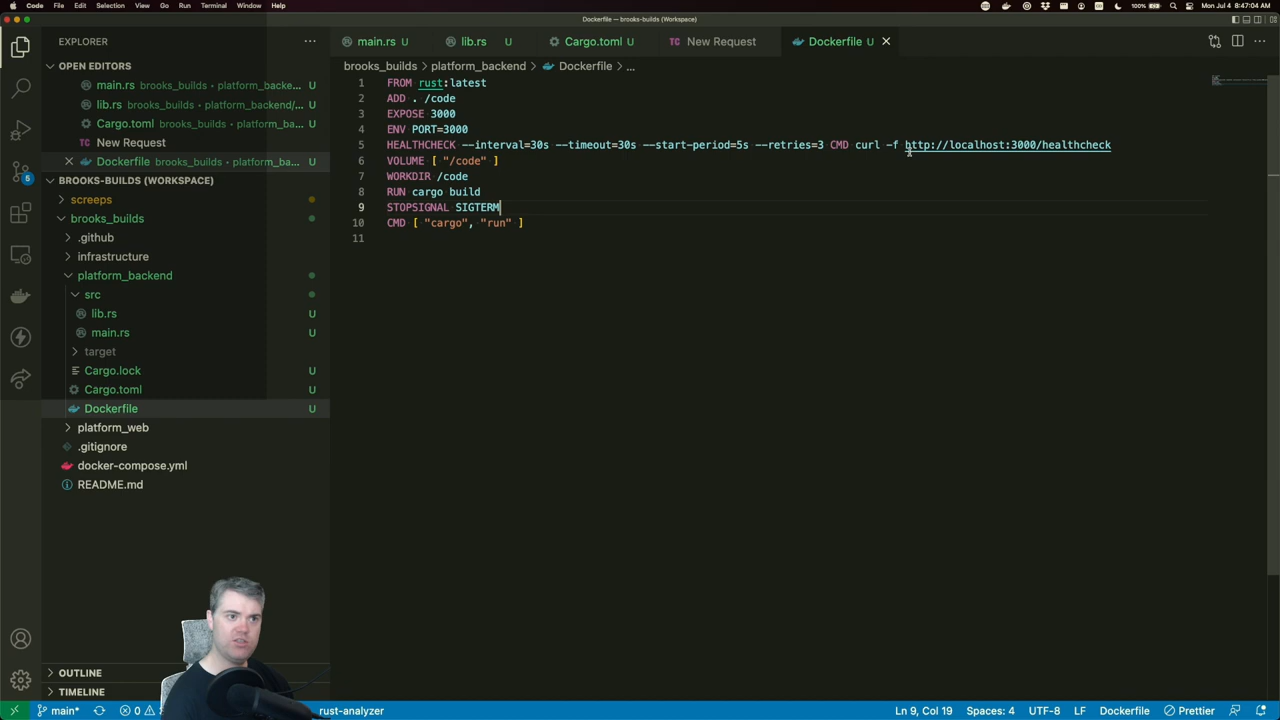 Code File Edit Selection View Go Run Terminal Window Help
100% Mon Jul 4 8:47:04 AM
Dockerfile — brooks-builds (Workspace)
EXPLORER
main.rs U
lib.rs U
Cargo.toml U
New Request
Dockerfile U
brooks_builds > platform_backend > Dockerfile > ...
OPEN EDITORS
main.rs brooks_builds • platform_backe... U
lib.rs brooks_builds • platform_backend/... U
Cargo.toml brooks_builds • platform_ba... U
New Request
Dockerfile brooks_builds • platform_ba... U
BROOKS-BUILDS (WORKSPACE)
screeps
brooks_builds
.github
infrastructure
platform_backend
src
lib.rs U
main.rs U
target
Cargo.lock U
Cargo.toml U
Dockerfile U
platform_web
.gitignore
docker-compose.yml
README.md
OUTLINE
TIMELINE
5
1 FROM rust:latest
2 ADD . /code
3 EXPOSE 3000
4 ENV PORT=3000
5 HEALTHCHECK --interval=30s --timeout=30s --start-period=5s --retries=3 CMD curl -f http://localhost:3000/healthcheck
6 VOLUME [ "/code" ]
7 WORKDIR /code
8 RUN cargo build
9 STOPSIGNAL SIGTERM
10 CMD [ "cargo", "run" ]
11
main* 0 rust-analyzer Ln 9, Col 19 Spaces: 4 UTF-8 LF Dockerfile Prettier